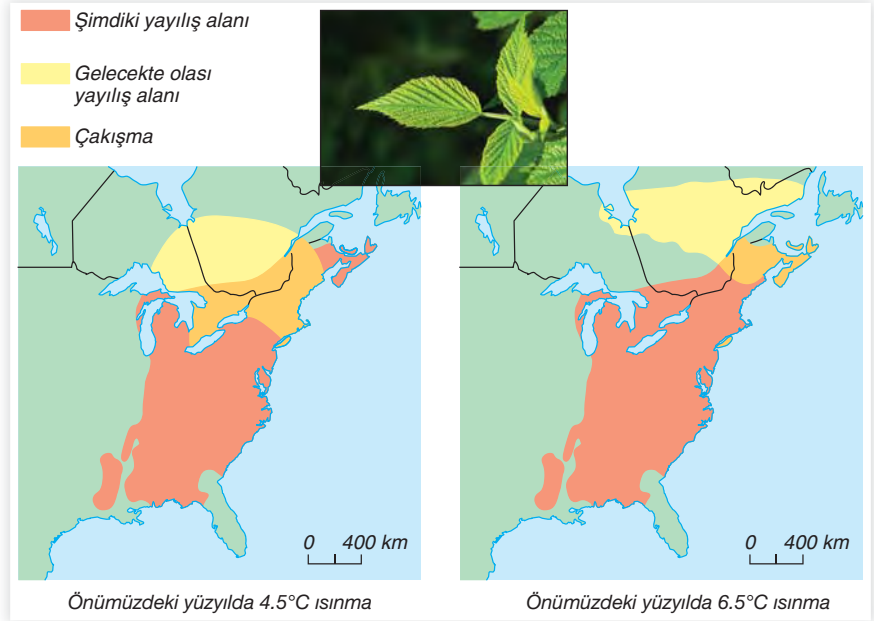 Şimdiki yayılış alanı
Gelecekte olası
yayılış alanı
Çakışma
0 400 km
0 400 km
Önümüzdeki yüzyılda 4.5°C ısınma
Önümüzdeki yüzyılda 6.5°C ısınma